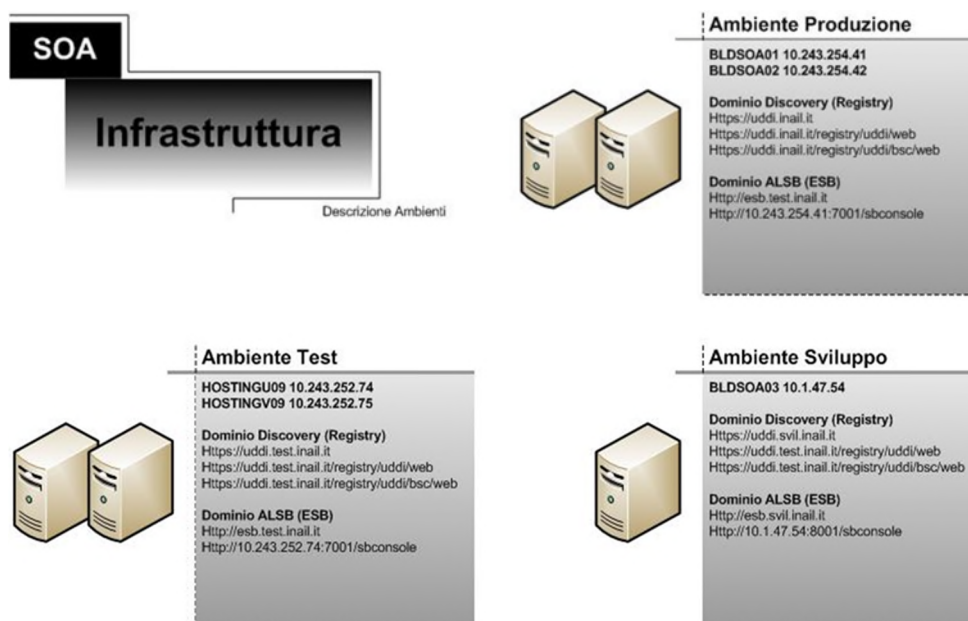 SOA
Infrastruttura
Descrizione Ambienti
Ambiente Produzione
BLDSOA01 10.243.254.41
BLDSOA02 10.243.254.42
Dominio Discovery (Registry)
Https://uddi.inail.it
Https://uddi.inail.it/registry/uddi/web
Https://uddi.inail.it/registry/uddi/bsc/web
Dominio ALSB (ESB)
Http://esb.test.inail.it
Http://10.243.254.41:7001/sbconsole
Ambiente Test
HOSTINGU09 10.243.252.74
HOSTINGV09 10.243.252.75
Dominio Discovery (Registry)
Https://uddi.test.inail.it
Https://uddi.test.inail.it/registry/uddi/web
Https://uddi.test.inail.it/registry/uddi/bsc/web
Dominio ALSB (ESB)
Http://esb.test.inail.it
Http://10.243.252.74:7001/sbconsole
Ambiente Sviluppo
BLDSOA03 10.1.47.54
Dominio Discovery (Registry)
Https://uddi.svil.inail.it
Https://uddi.test.inail.it/registry/uddi/web
Https://uddi.test.inail.it/registry/uddi/bsc/web
Dominio ALSB (ESB)
Http://esb.svil.inail.it
Http://10.1.47.54:8001/sbconsole